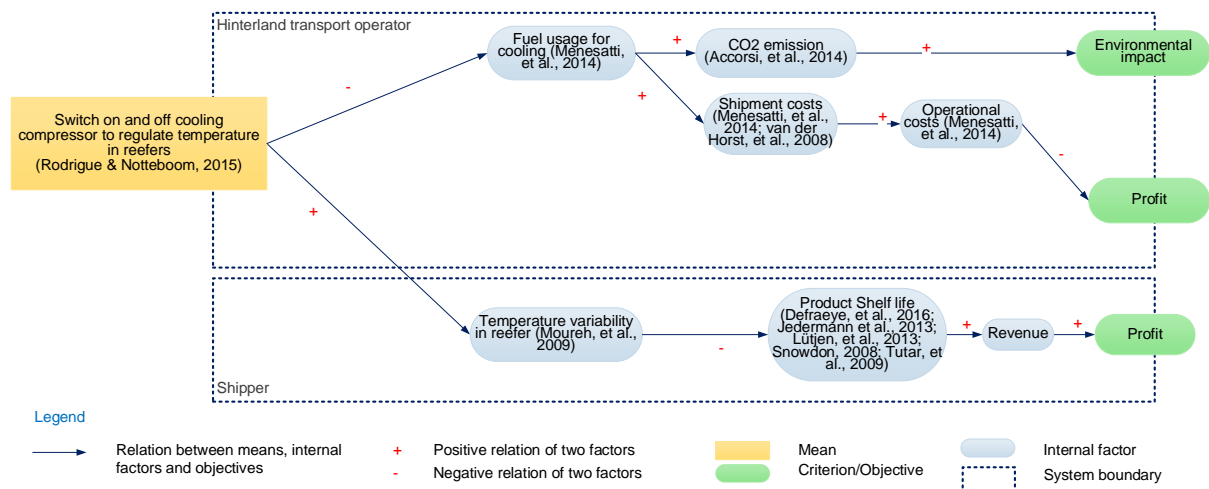 Hinterland transport operator
Fuel usage for
cooling (Menesatti,
et al., 2014)
+
CO2 emission
(Accorsi, et al., 2014)
+
Environmental
impact
-
+
Shipment costs
(Menesatti, et al.,
2014; van der
Horst, et al., 2008)
+
Operational
costs (Menesatti,
et al., 2014)
-
Switch on and off cooling
compressor to regulate temperature
in reefers
(Rodrigue & Notteboom, 2015)
Profit
+
Temperature variability
in reefer (Moureh, et al.,
2009)
-
Product Shelf life
(Defraeye, et al., 2016;
Jedermann et al., 2013;
Lütjen, et al., 2013;
Snowdon, 2008; Tutar, et
al., 2009)
+
Revenue
+
Profit
Shipper
Legend
Relation between means, internal
factors and objectives
+
Positive relation of two factors
-
Negative relation of two factors
Mean
Criterion/Objective
Internal factor
System boundary